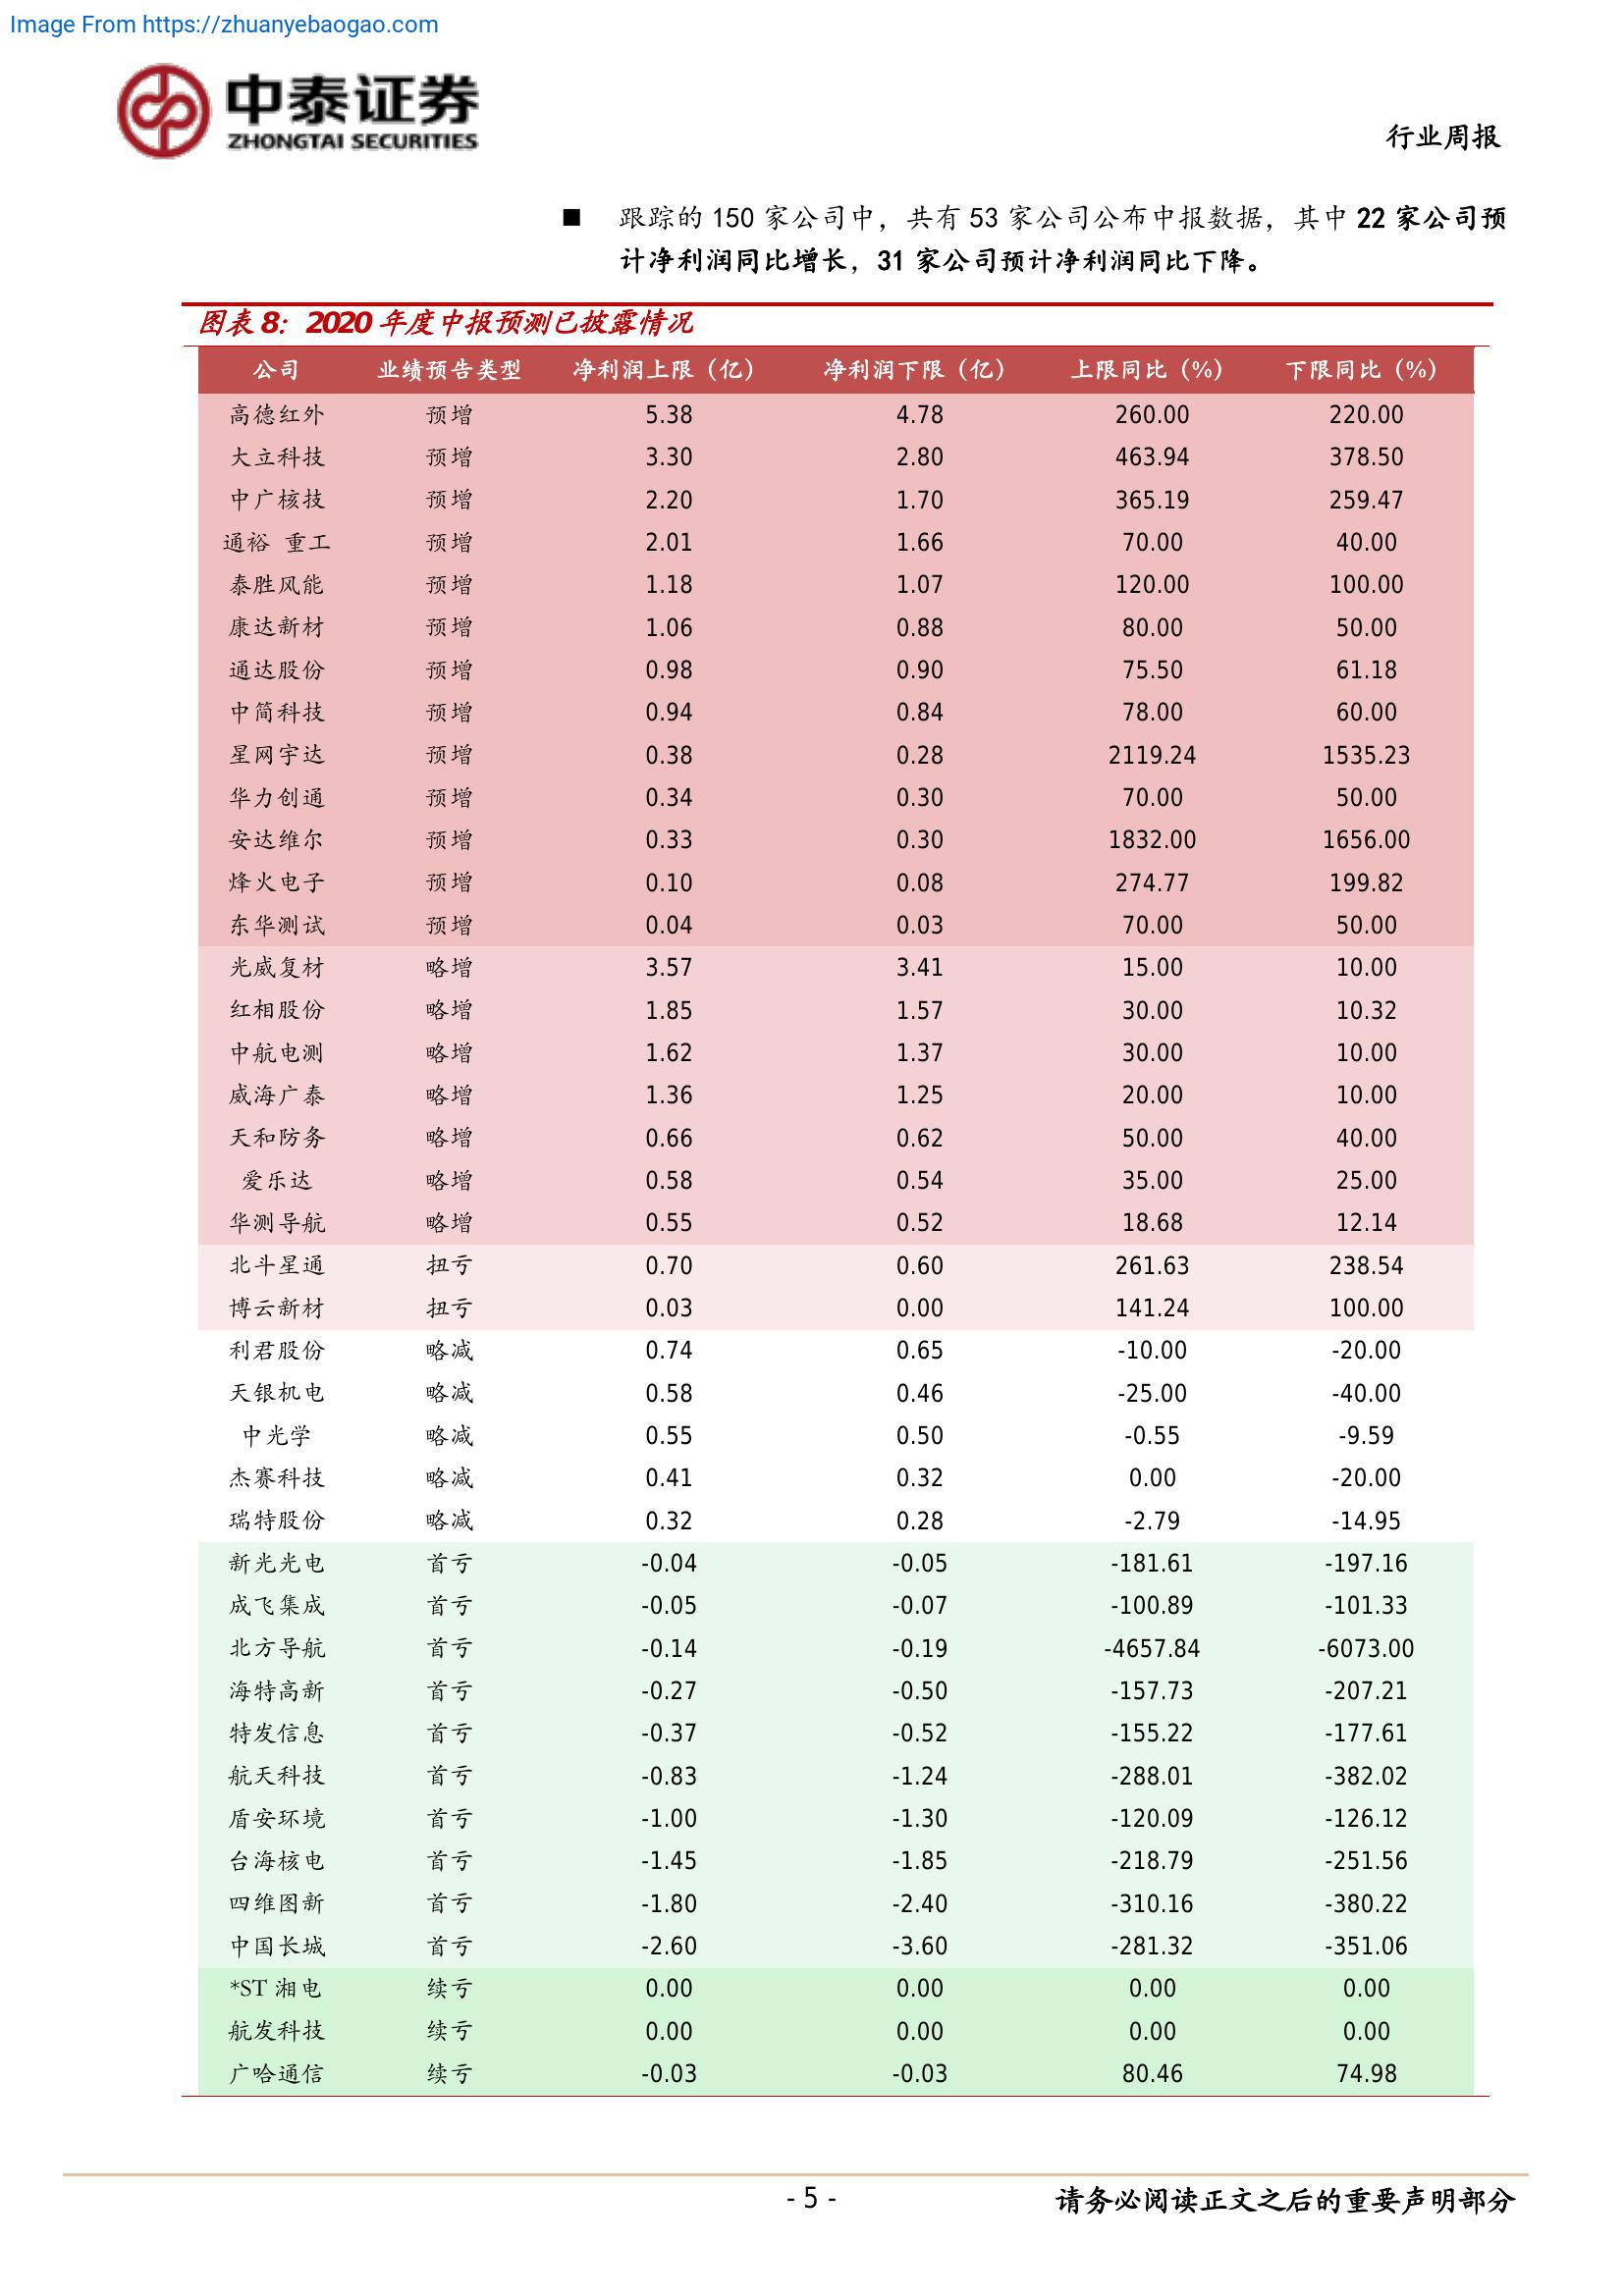 Image From https://zhuanyebaogao.com
中泰证券
ZHONGTAI SECURITIES
行业周报
■ 跟踪的 150 家公司中，共有 53 家公司公布中报数据，其中 22 家公司预
计净利润同比增长，31 家公司预计净利润同比下降。
图表 8：2020 年度中报预测已披露情况
公司 业绩预告类型 净利润上限（亿） 净利润下限（亿） 上限同比（%） 下限同比（%）
高德红外 预增 5.38 4.78 260.00 220.00
大立科技 预增 3.30 2.80 463.94 378.50
中广核技 预增 2.20 1.70 365.19 259.47
通裕 重工 预增 2.01 1.66 70.00 40.00
泰胜风能 预增 1.18 1.07 120.00 100.00
康达新材 预增 1.06 0.88 80.00 50.00
通达股份 预增 0.98 0.90 75.50 61.18
中简科技 预增 0.94 0.84 78.00 60.00
星网宇达 预增 0.38 0.28 2119.24 1535.23
华力创通 预增 0.34 0.30 70.00 50.00
安达维尔 预增 0.33 0.30 1832.00 1656.00
烽火电子 预增 0.10 0.08 274.77 199.82
东华测试 预增 0.04 0.03 70.00 50.00
光威复材 略增 3.57 3.41 15.00 10.00
红相股份 略增 1.85 1.57 30.00 10.32
中航电测 略增 1.62 1.37 30.00 10.00
威海广泰 略增 1.36 1.25 20.00 10.00
天和防务 略增 0.66 0.62 50.00 40.00
爱乐达 略增 0.58 0.54 35.00 25.00
华测导航 略增 0.55 0.52 18.68 12.14
北斗星通 扭亏 0.70 0.60 261.63 238.54
博云新材 扭亏 0.03 0.00 141.24 100.00
利君股份 略减 0.74 0.65 -10.00 -20.00
天银机电 略减 0.58 0.46 -25.00 -40.00
中光学 略减 0.55 0.50 -0.55 -9.59
杰赛科技 略减 0.41 0.32 0.00 -20.00
瑞特股份 略减 0.32 0.28 -2.79 -14.95
新光光电 首亏 -0.04 -0.05 -181.61 -197.16
成飞集成 首亏 -0.05 -0.07 -100.89 -101.33
北方导航 首亏 -0.14 -0.19 -4657.84 -6073.00
海特高新 首亏 -0.27 -0.50 -157.73 -207.21
特发信息 首亏 -0.37 -0.52 -155.22 -177.61
航天科技 首亏 -0.83 -1.24 -288.01 -382.02
盾安环境 首亏 -1.00 -1.30 -120.09 -126.12
台海核电 首亏 -1.45 -1.85 -218.79 -251.56
四维图新 首亏 -1.80 -2.40 -310.16 -380.22
中国长城 首亏 -2.60 -3.60 -281.32 -351.06
*ST 湘电 续亏 0.00 0.00 0.00 0.00
航发科技 续亏 0.00 0.00 0.00 0.00
广哈通信 续亏 -0.03 -0.03 80.46 74.98
- 5 -
请务必阅读正文之后的重要声明部分